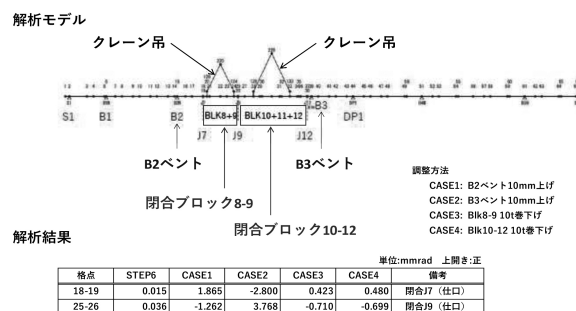 解析モデル
クレーン吊 クレーン吊
S1 B1 B2 J7 BLK8+9 J9 BLK10+11+12 J12 B3 DP1
B2ベント B3ベント
閉合ブロック8-9
閉合ブロック10-12
調整方法
CASE1: B2ベント10mm上げ
CASE2: B3ベント10mm上げ
CASE3: Blk8-9 10t巻下げ
CASE4: Blk10-12 10t巻下げ
解析結果
単位:mmrad 上開き:正
格点 STEP6 CASE1 CASE2 CASE3 CASE4 備考
18-19 0.015 1.865 -2.800 0.423 0.480 閉合J7（仕口）
25-26 0.036 -1.262 3.768 -0.710 -0.699 閉合J9（仕口）